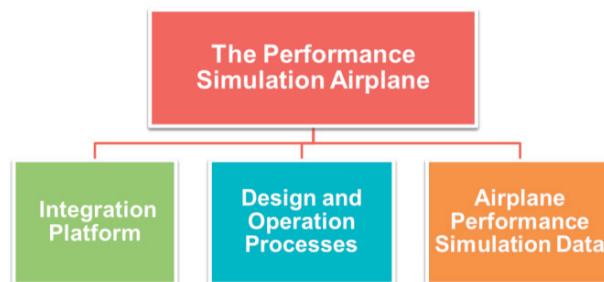 The Performance
Simulation Airplane
Integration
Platform
Design and
Operation
Processes
Airplane
Performance
Simulation Data